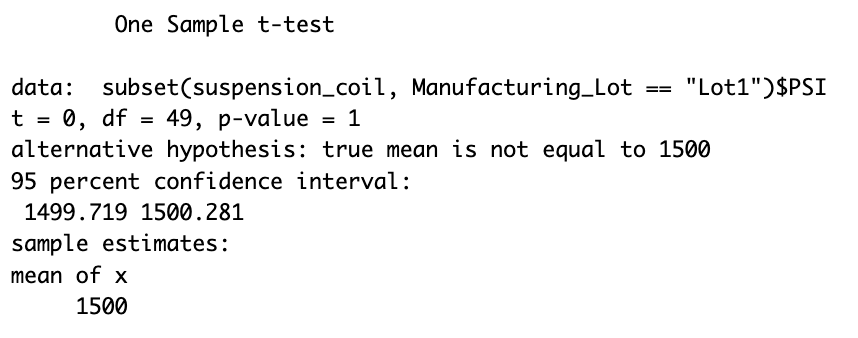 One Sample t-test
data:  subset(suspension_coil, Manufacturing_Lot == "Lot1")$PSI
t = 0, df = 49, p-value = 1
alternative hypothesis: true mean is not equal to 1500
95 percent confidence interval:
1499.719 1500.281
sample estimates:
mean of x
1500